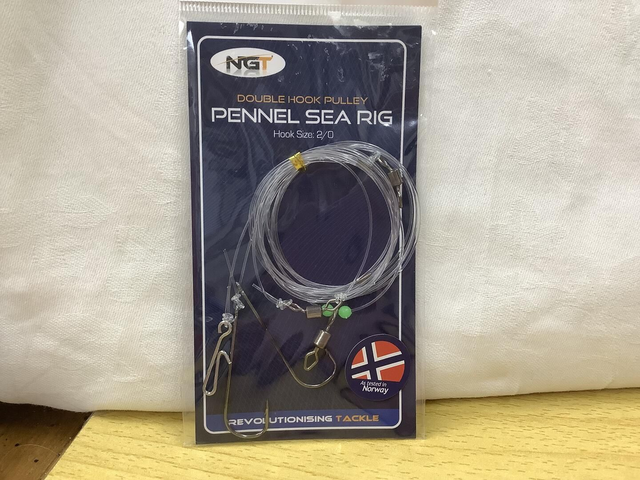 NGT
DOUBLE HOOK PULLEY
PENNEL SEA RIG
Hook Size: 2/0
As tested in
Norway
REVOLUTIONISING TACKLE